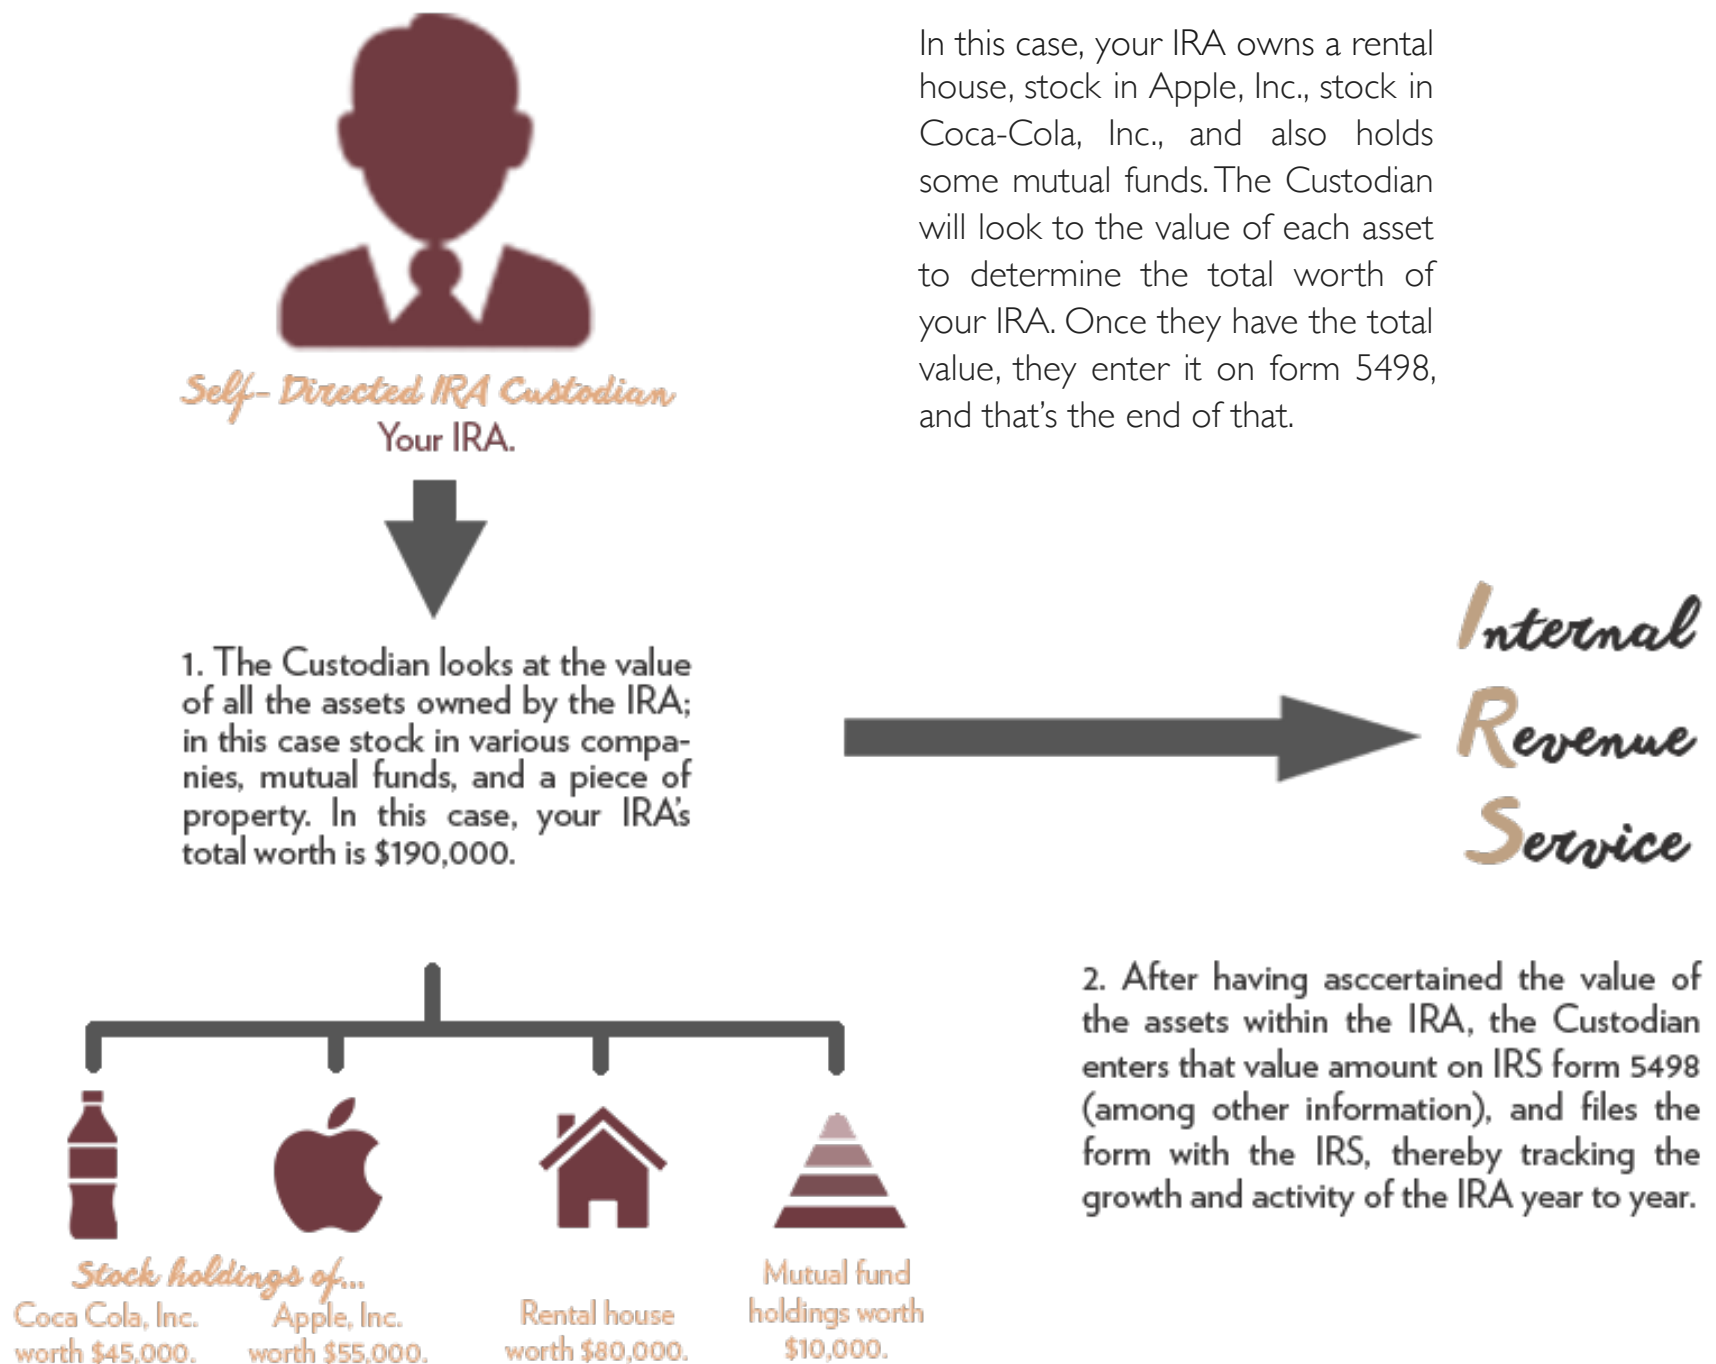 In this case, your IRA owns a rental
house, stock in Apple, Inc., stock in
Coca-Cola, Inc., and also holds
some mutual funds. The Custodian
will look to the value of each asset
to determine the total worth of
your IRA. Once they have the total
value, they enter it on form 5498,
and that's the end of that.
Self- Directed IRA Custodian
Your IRA.
1. The Custodian looks at the value
of all the assets owned by the IRA;
in this case stock in various compa-
nies, mutual funds, and a piece of
property. In this case, your IRA's
total worth is $190,000.
Internal
Revenue
Service
2. After having asccertained the value of
the assets within the IRA, the Custodian
enters that value amount on IRS form 5498
(among other information), and files the
form with the IRS, thereby tracking the
growth and activity of the IRA year to year.
Stock holdings of...
Coca Cola, Inc.
worth $45,000.
Apple, Inc.
worth $55,000.
Rental house
worth $80,000.
Mutual fund
holdings worth
$10,000.